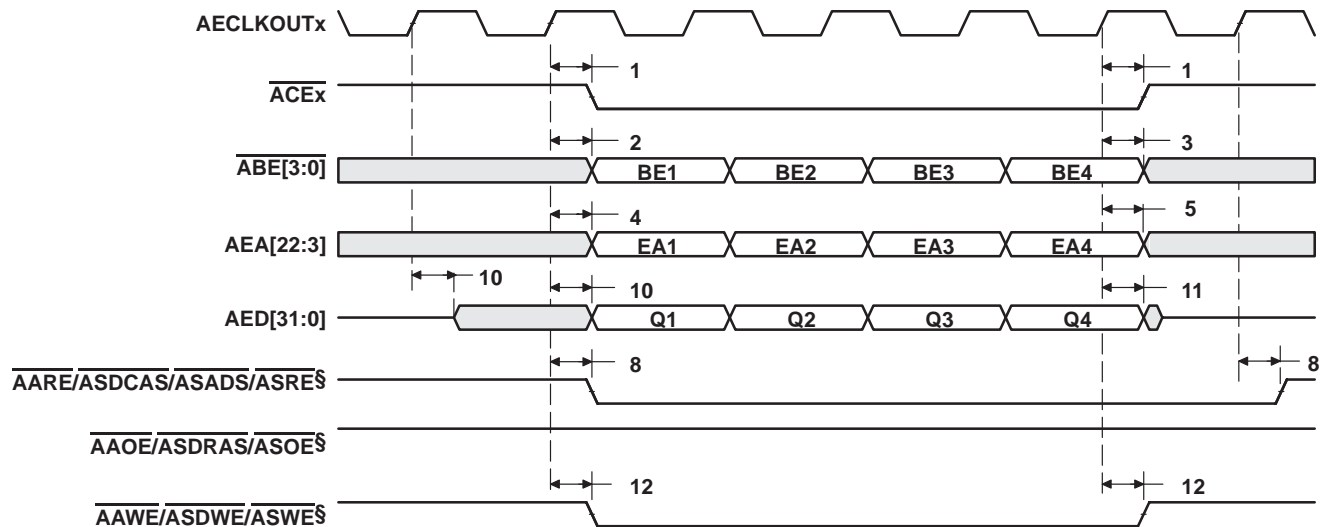 AECLKOUTx
1 1
ACEx
2 3
ABE[3:0] BE1 BE2 BE3 BE4
4 5
AEA[22:3] EA1 EA2 EA3 EA4
10 10 11
AED[31:0] Q1 Q2 Q3 Q4
8 8
AARE/ASDCAS/ASADS/ASRE§
AAOE/ASDRAS/ASOE§
12 12
AAWE/ASDWE/ASWE§